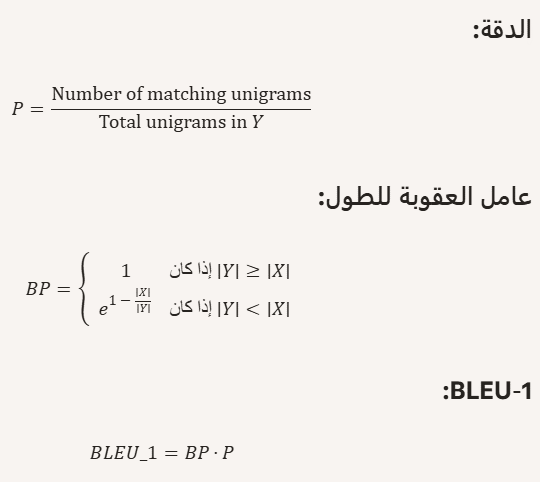 الدقة:
P = Number of matching unigrams / Total unigrams in Y
عامل العقوبة للطول:
BP = { 1 إذا كان |Y| ≥ |X|
e^{1 − |X|/|Y|} إذا كان |Y| < |X|
BLEU-1:
BLEU_1 = BP · P